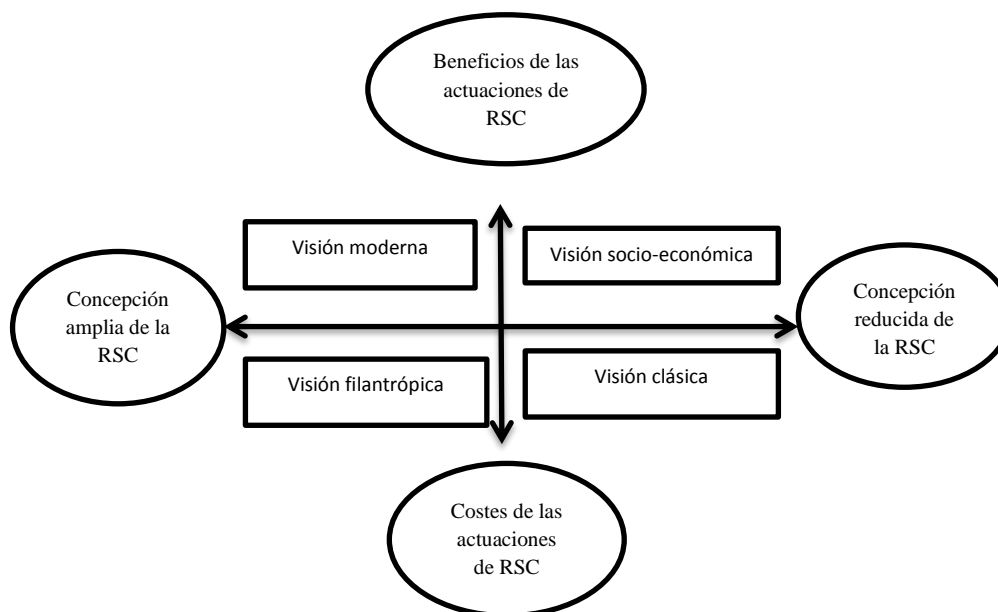 Beneficios de las
actuaciones de
RSC
Visión moderna
Visión socio-económica
Concepción
amplia de la
RSC
Concepción
reducida de
la RSC
Visión filantrópica
Visión clásica
Costes de las
actuaciones
de RSC